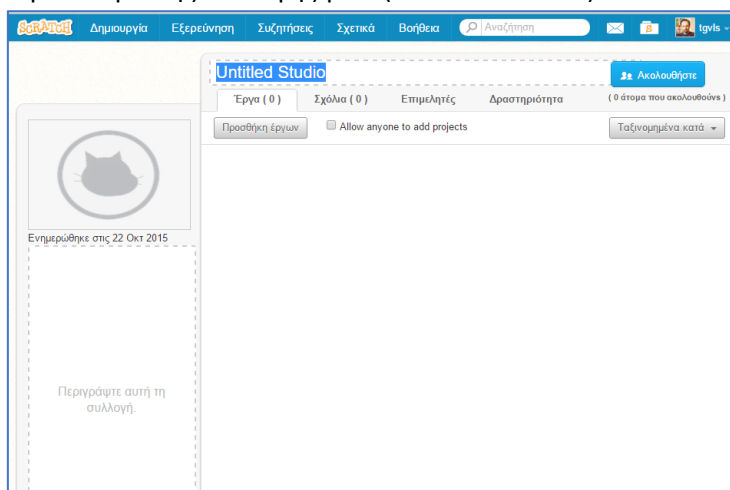 SCRATCH Δημιουργία Εξερεύνηση Συζητήσεις Σχετικά Βοήθεια Αναζήτηση tgvls
Untitled Studio
Ακολουθήστε
Έργα ( 0 ) Σχόλια ( 0 ) Επιμελητές Δραστηριότητα
( 0 άτομα που ακολουθούνs )
Προσθήκη έργων Allow anyone to add projects Ταξινομημένα κατά
Ενημερώθηκε στις 22 Οκτ 2015
Περιγράψτε αυτή τη
συλλογή.